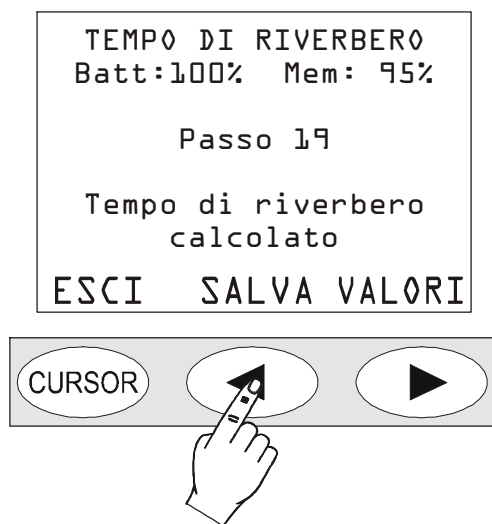 TEMPO DI RIVERBERO
Batt:100% Mem: 95%
Passo 19
Tempo di riverbero
calcolato
ESCI SALVA VALORI
CURSOR